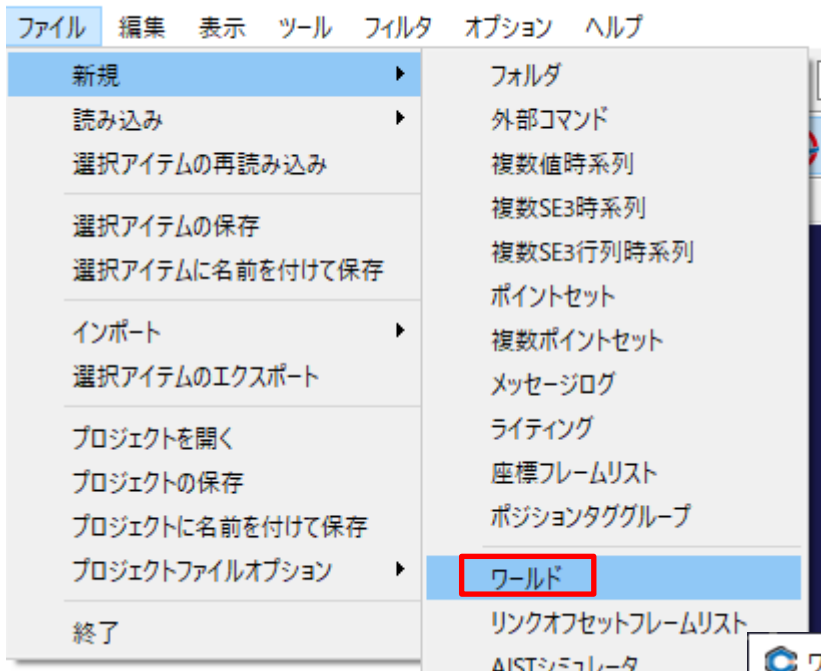 ファイル 編集 表示 ツール フィルタ オプション ヘルプ
新規
読み込み
選択アイテムの再読み込み
選択アイテムの保存
選択アイテムに名前を付けて保存
インポート
選択アイテムのエクスポート
プロジェクトを開く
プロジェクトの保存
プロジェクトに名前を付けて保存
プロジェクトファイルオプション
終了
フォルダ
外部コマンド
複数値時系列
複数SE3時系列
複数SE3行列時系列
ポイントセット
複数ポイントセット
メッセージログ
ライティング
座標フレームリスト
ポジションタググループ
ワールド
リンクオフセットフレームリスト
AISTシミュレータ